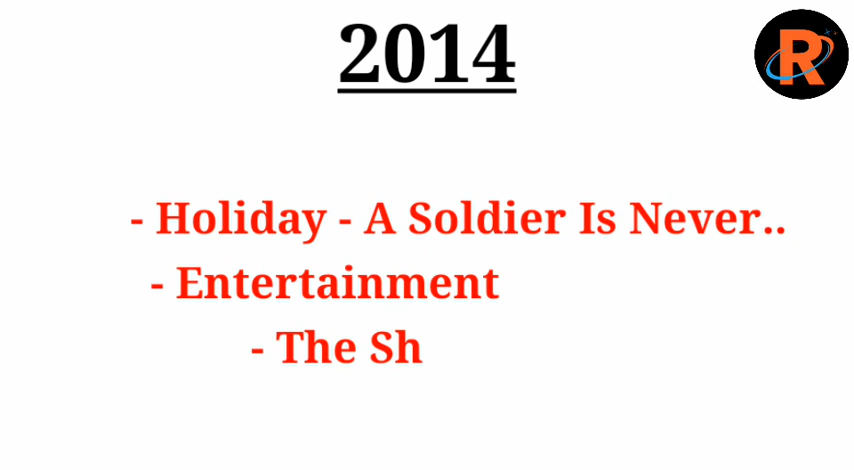 2014
R
- Holiday - A Soldier Is Never..
- Entertainment
- The Sh